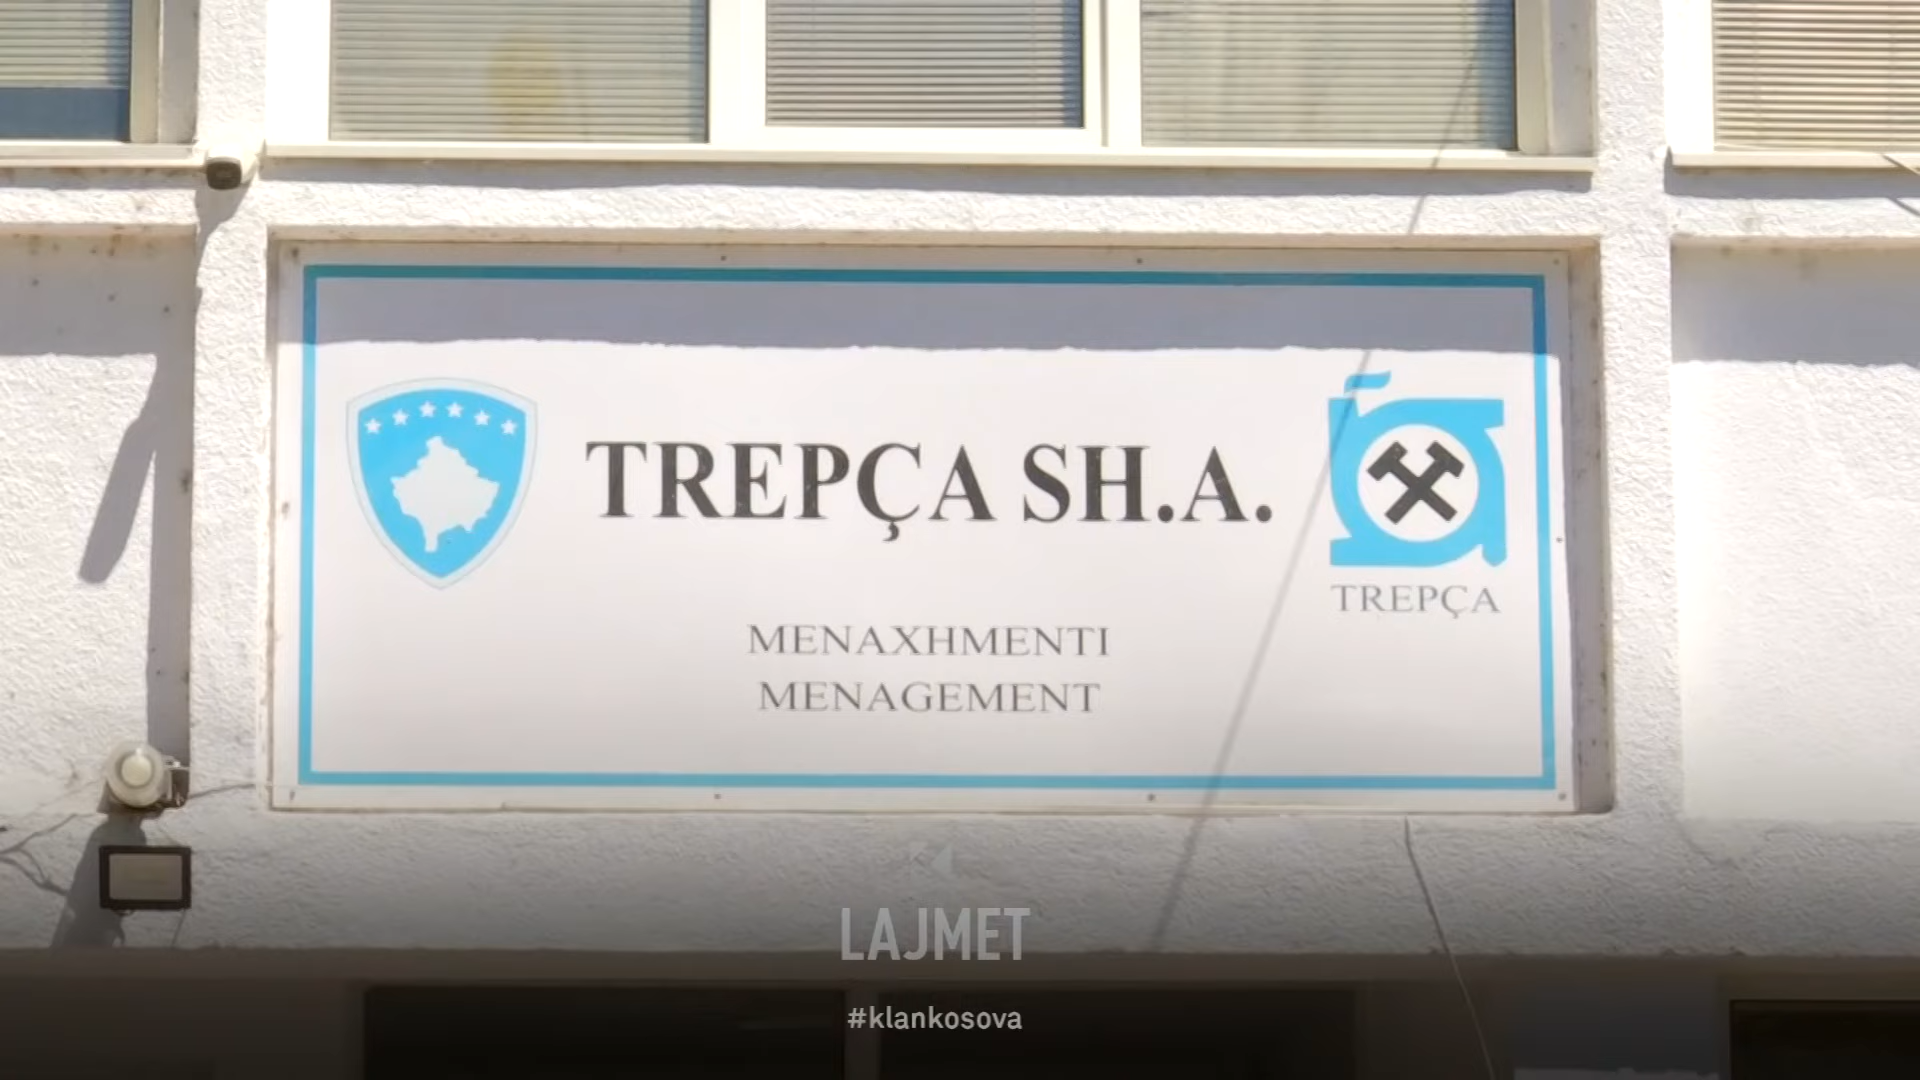 TREPÇA SH.A.
TREPÇA
MENAXHMENTI
MENAGEMENT
LAJMET
#klankosova